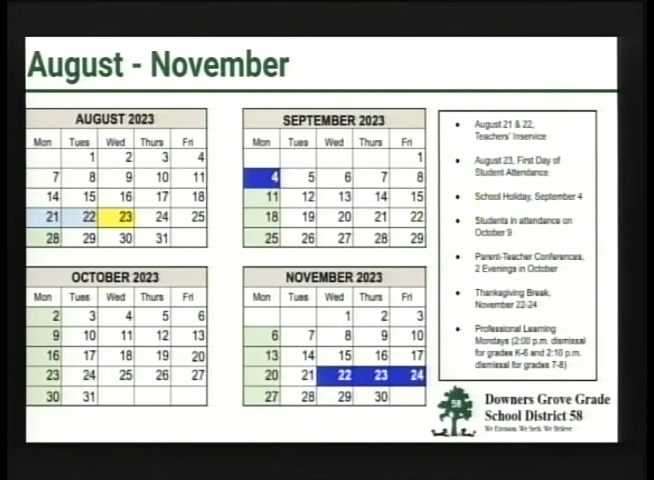 August - November
AUGUST 2023
Mon Tues Wed Thurs Fri
1 2 3 4
7 8 9 10 11
14 15 16 17 18
21 22 23 24 25
28 29 30 31
SEPTEMBER 2023
Mon Tues Wed Thurs Fri
1
4 5 6 7 8
11 12 13 14 15
18 19 20 21 22
25 26 27 28 29
OCTOBER 2023
Mon Tues Wed Thurs Fri
2 3 4 5 6
9 10 11 12 13
16 17 18 19 20
23 24 25 26 27
30 31
NOVEMBER 2023
Mon Tues Wed Thurs Fri
1 2 3
6 7 8 9 10
13 14 15 16 17
20 21 22 23 24
27 28 29 30
• August 21 & 22,
Teachers' Inservice
• August 23, First Day of
Student Attendance
• School Holiday, September 4
• Students in attendance on
October 9
• Parent-Teacher Conferences,
2 Evenings in October
• Thanksgiving Break,
November 22-24
• Professional Learning
Mondays (2:00 p.m. dismissal
for grades K-6 and 2:10 p.m.
dismissal for grades 7-8)
58
Downers Grove Grade
School District 58
We Seek We Believe